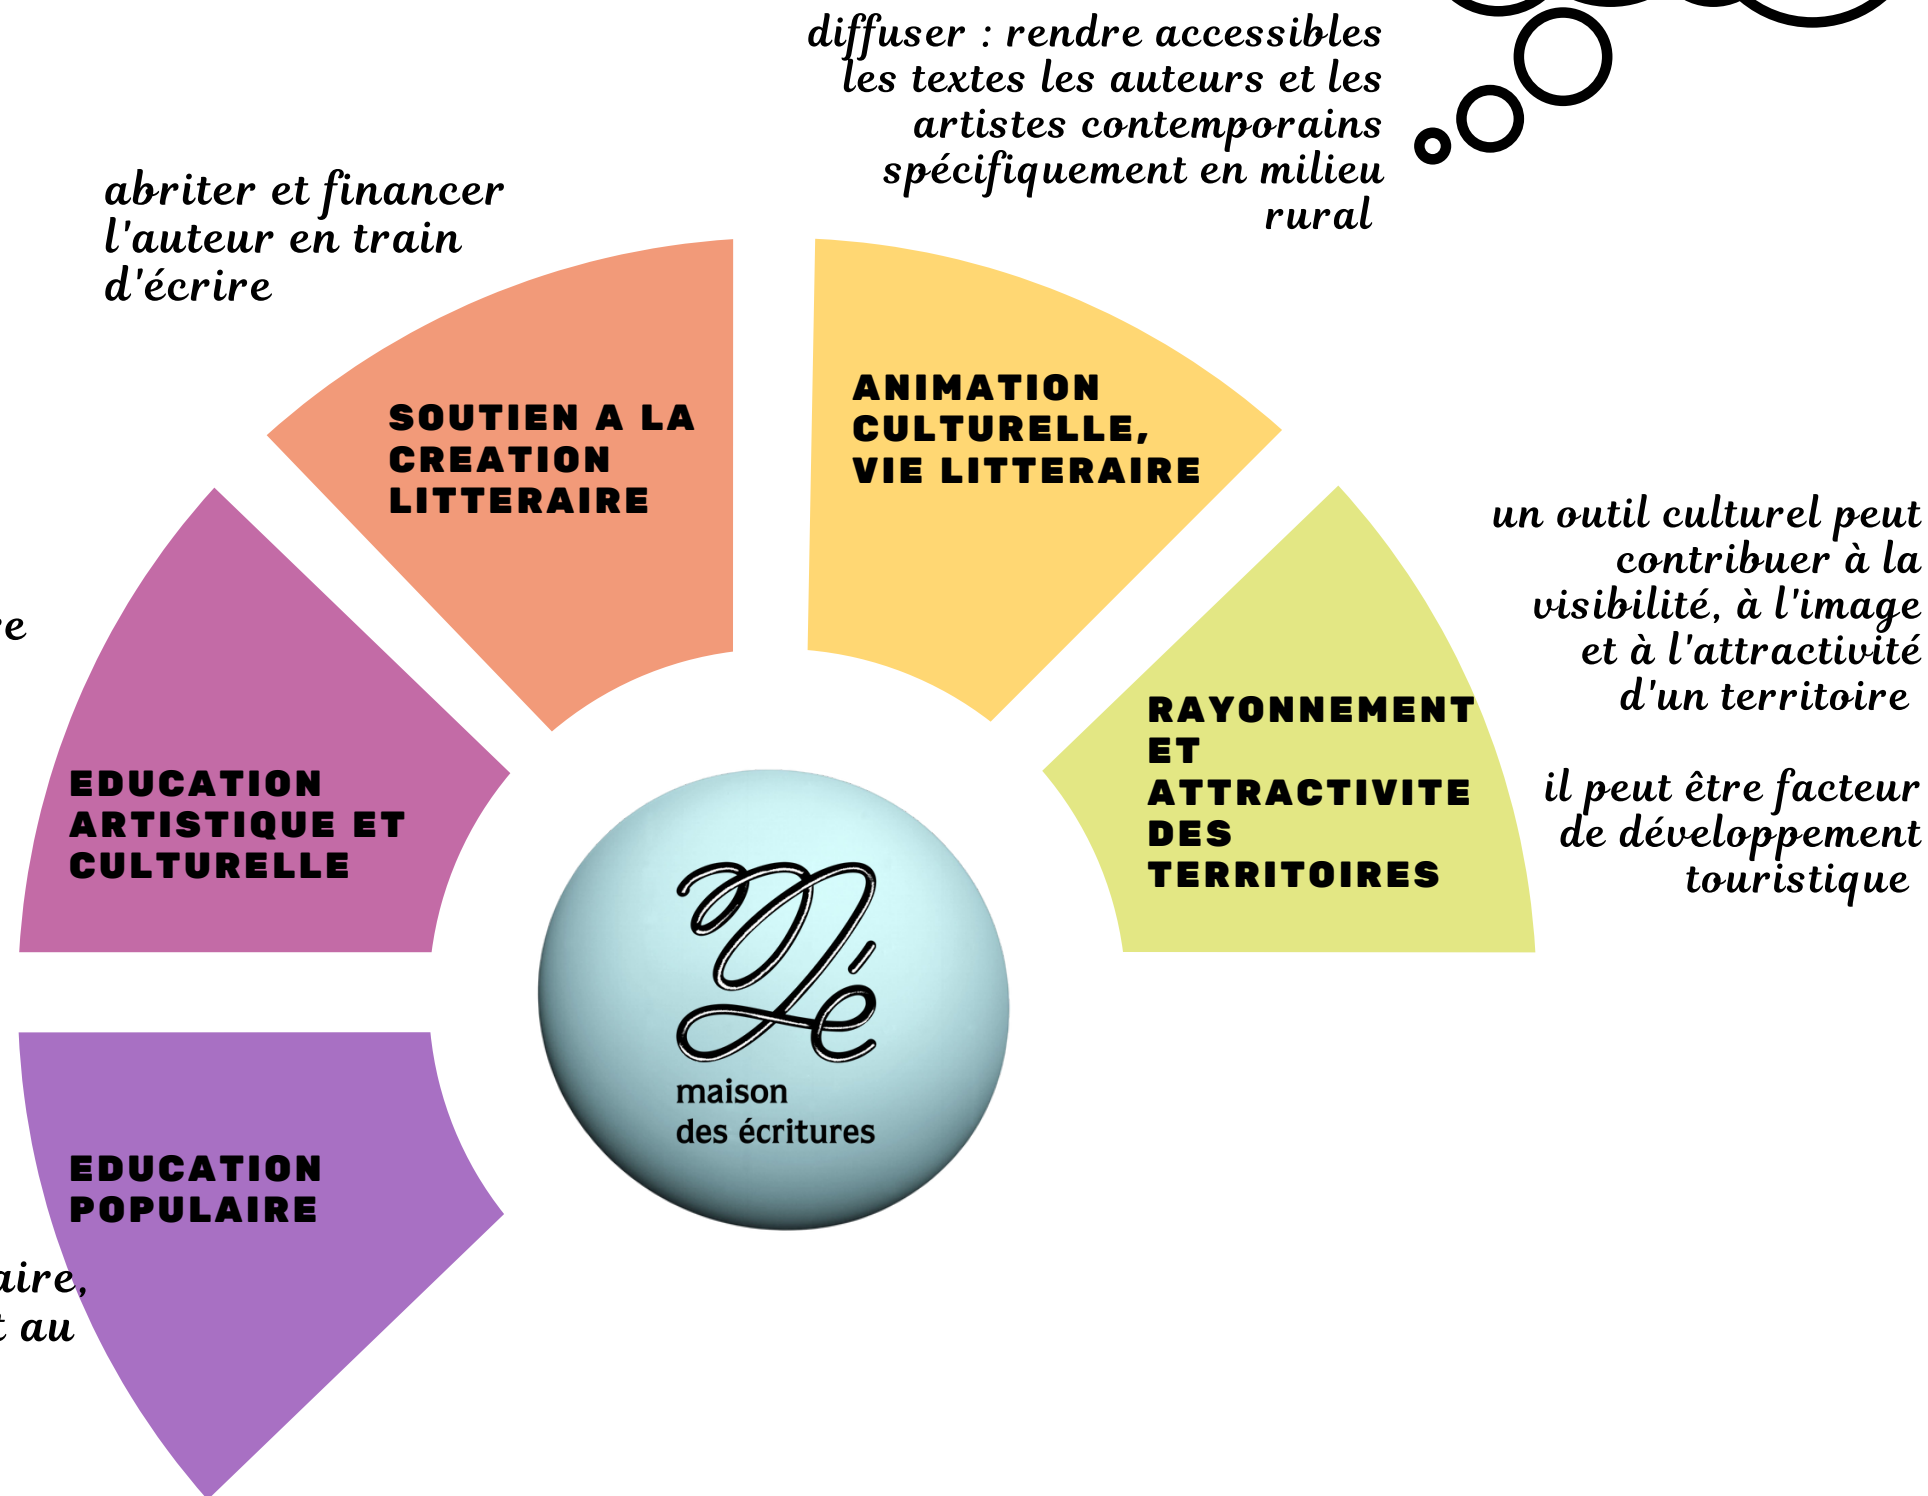 diffuser : rendre accessibles
les textes les auteurs et les
artistes contemporains
spécifiquement en milieu
rural
abriter et financer
l'auteur en train
d'écrire
SOUTIEN A LA
CREATION
LITTERAIRE
ANIMATION
CULTURELLE,
VIE LITTERAIRE
un outil culturel peut
contribuer à la
visibilité, à l'image
et à l'attractivité
d'un territoire
il peut être facteur
de développement
touristique
RAYONNEMENT
ET
ATTRACTIVITE
DES
TERRITOIRES
EDUCATION
ARTISTIQUE ET
CULTURELLE
Mé
maison
des écritures
EDUCATION
POPULAIRE
au